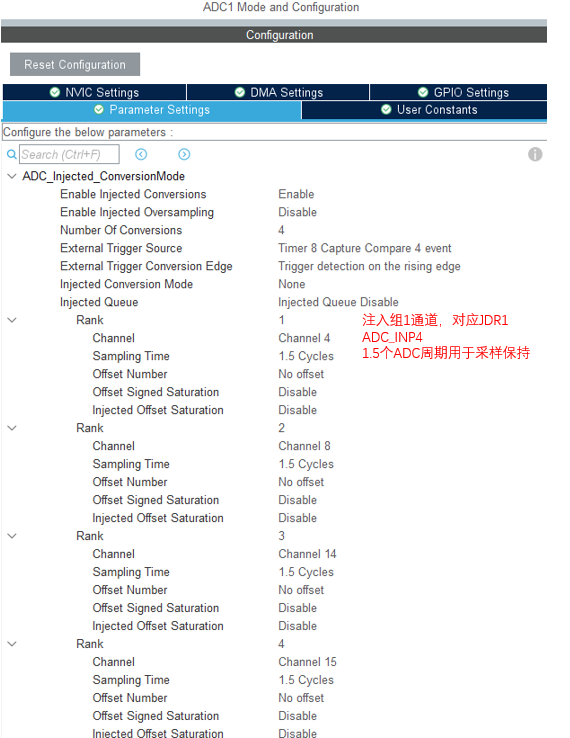 ADC1 Mode and Configuration
Configuration
Reset Configuration
NVIC Settings DMA Settings GPIO Settings
Parameter Settings User Constants
Configure the below parameters :
Search (Ctrl+F)
ADC_Injected_ConversionMode
Enable Injected Conversions Enable
Enable Injected Oversampling Disable
Number Of Conversions 4
External Trigger Source Timer 8 Capture Compare 4 event
External Trigger Conversion Edge Trigger detection on the rising edge
Injected Conversion Mode None
Injected Queue Injected Queue Disable
Rank 1 注入组1通道，对应JDR1
Channel Channel 4 ADC_INP4
Sampling Time 1.5 Cycles 1.5个ADC周期用于采样保持
Offset Number No offset
Offset Signed Saturation Disable
Injected Offset Saturation Disable
Rank 2
Channel Channel 8
Sampling Time 1.5 Cycles
Offset Number No offset
Offset Signed Saturation Disable
Injected Offset Saturation Disable
Rank 3
Channel Channel 14
Sampling Time 1.5 Cycles
Offset Number No offset
Offset Signed Saturation Disable
Injected Offset Saturation Disable
Rank 4
Channel Channel 15
Sampling Time 1.5 Cycles
Offset Number No offset
Offset Signed Saturation Disable
Injected Offset Saturation Disable